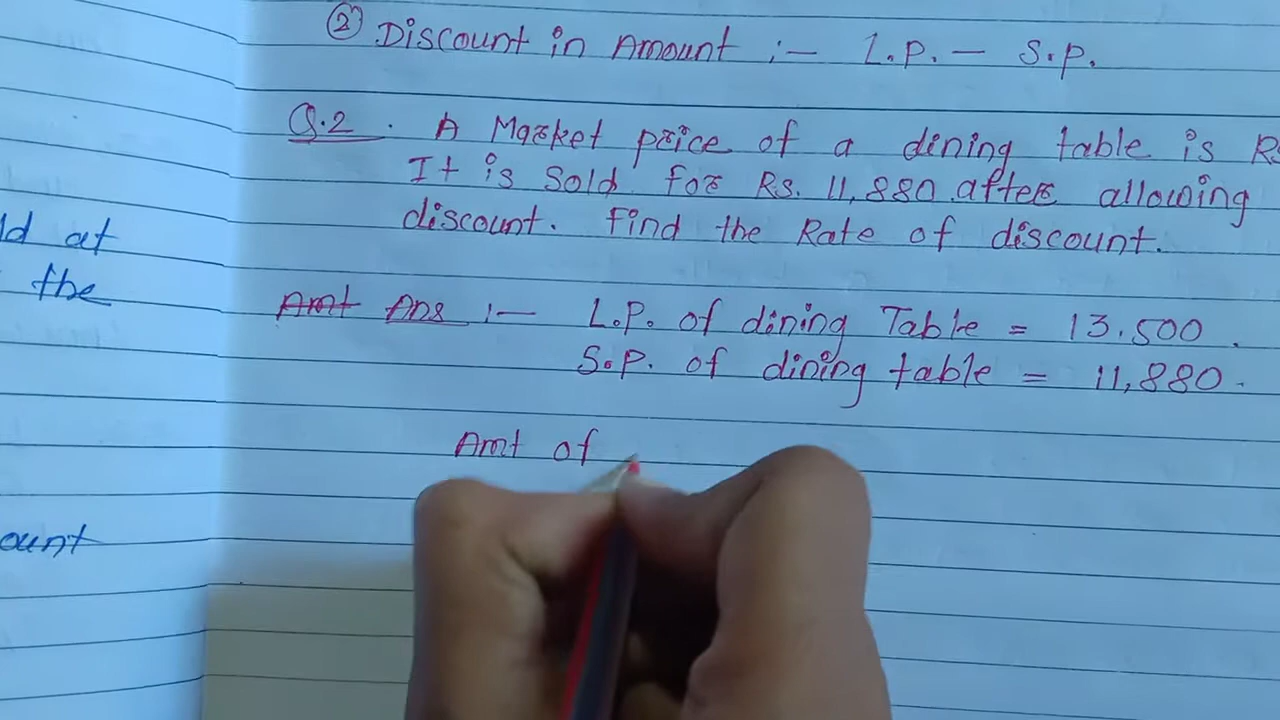 ② Discount in Amount :- L.P. - S.P.
Q.2. A Market price of a dining table is Rs
It is Sold for Rs. 11,880 after allowing
discount. Find the Rate of discount.
ld at
the
Amt Ans :- L.P. of dining Table = 13.500.
S.P. of dining table = 11,880.
Amt of
ount